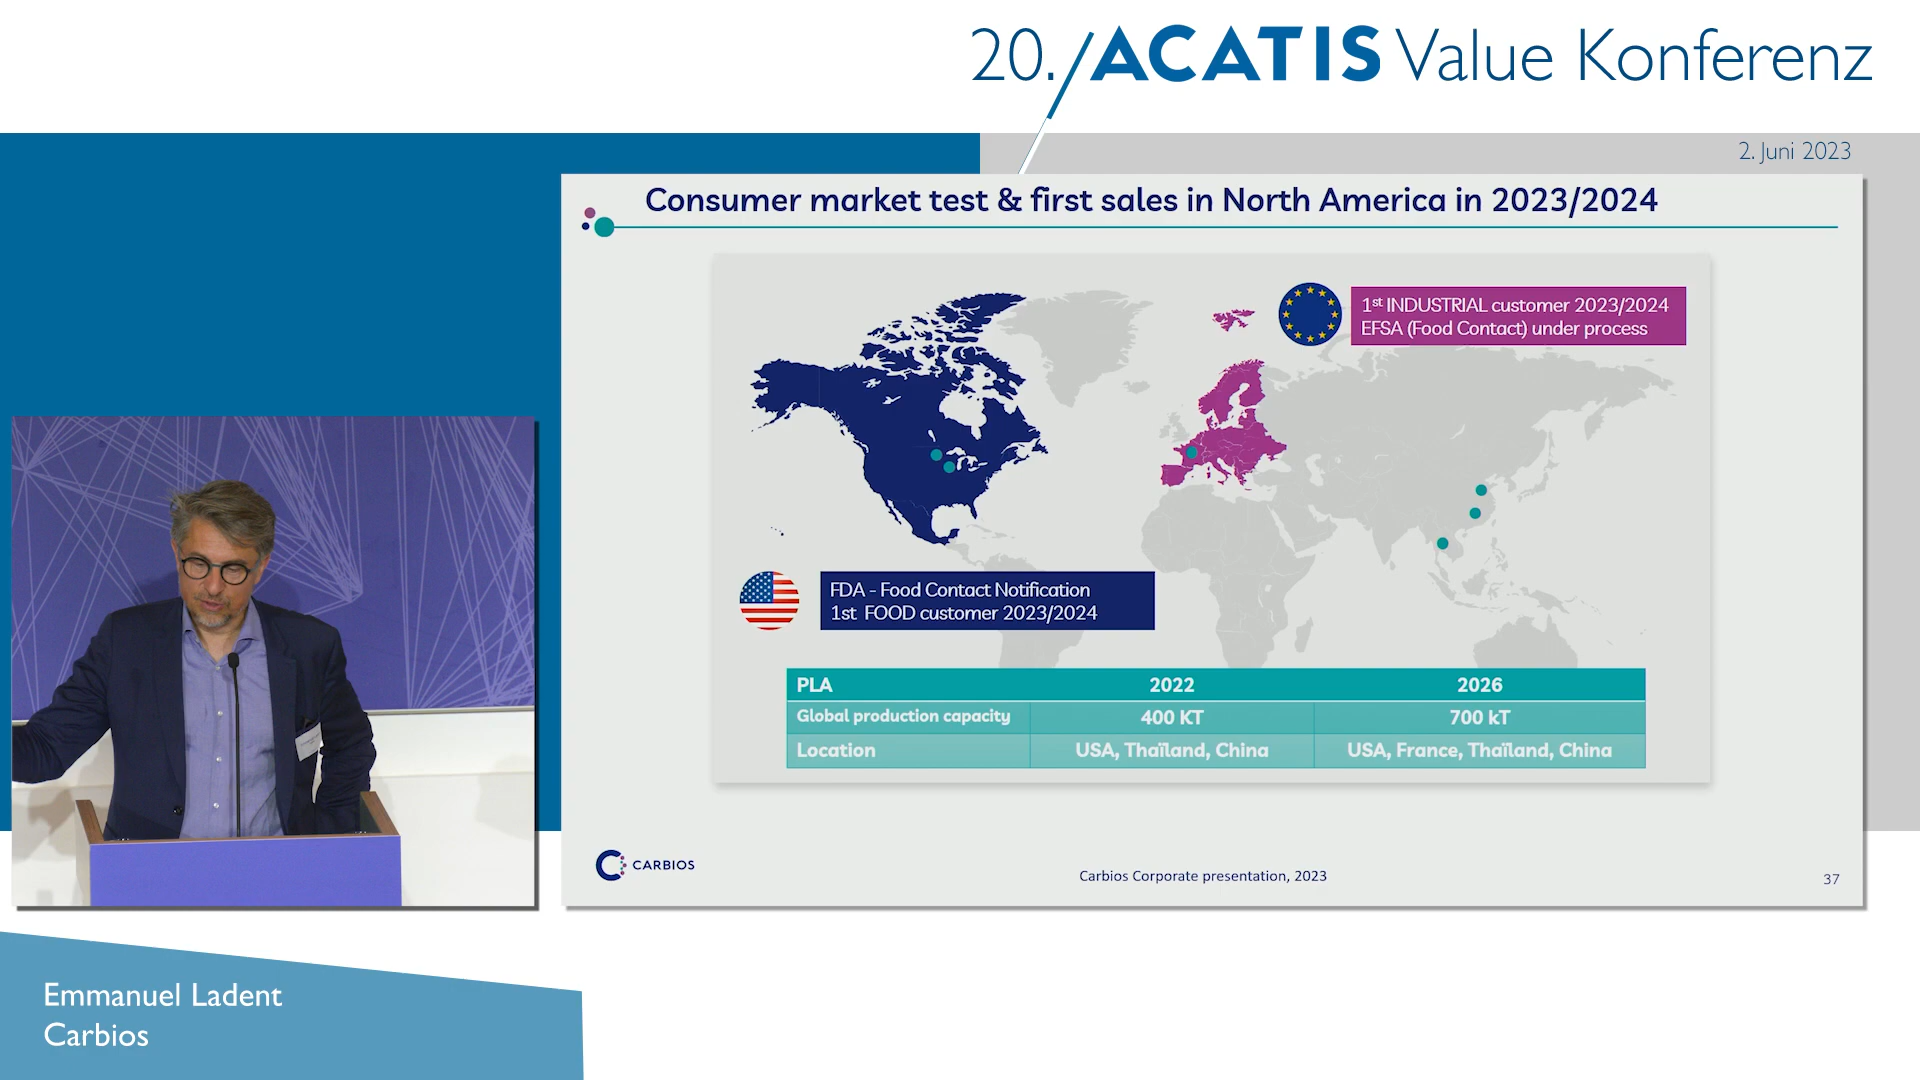 20. ACATIS Value Konferenz
2. Juni 2023
Consumer market test & first sales in North America in 2023/2024
1st INDUSTRIAL customer 2023/2024
EFSA (Food Contact) under process
FDA - Food Contact Notification
1st FOOD customer 2023/2024
PLA 2022 2026
Global production capacity 400 KT 700 kT
Location USA, Thaïland, China USA, France, Thaïland, China
CARBIOS
Carbios Corporate presentation, 2023
37
Emmanuel Ladent
Carbios